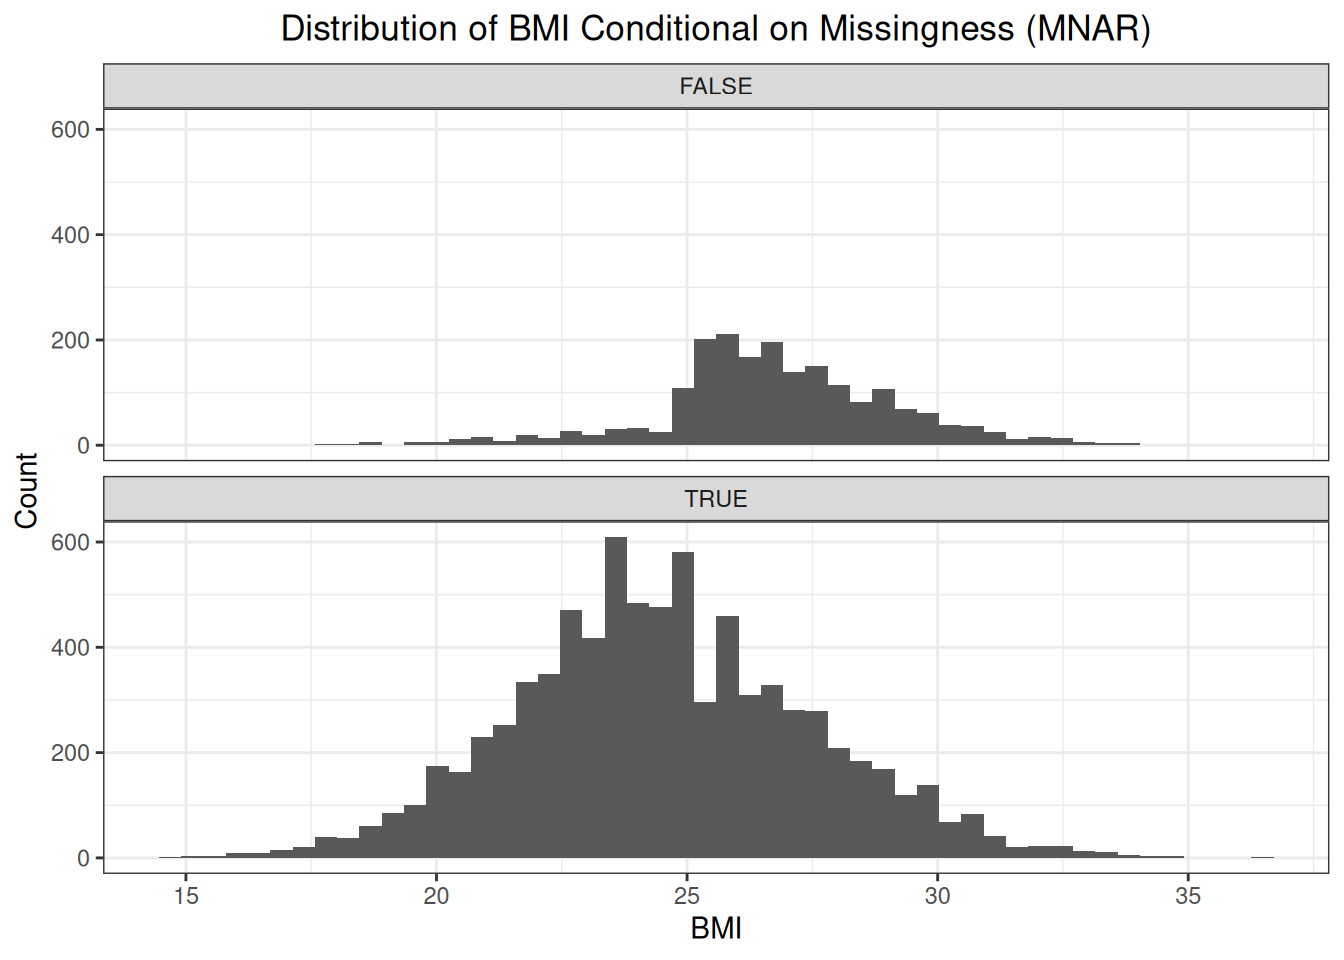 Distribution of BMI Conditional on Missingness (MNAR)
FALSE
600
400
200
0
Count
TRUE
600
400
200
0
15 20 25 30 35
BMI